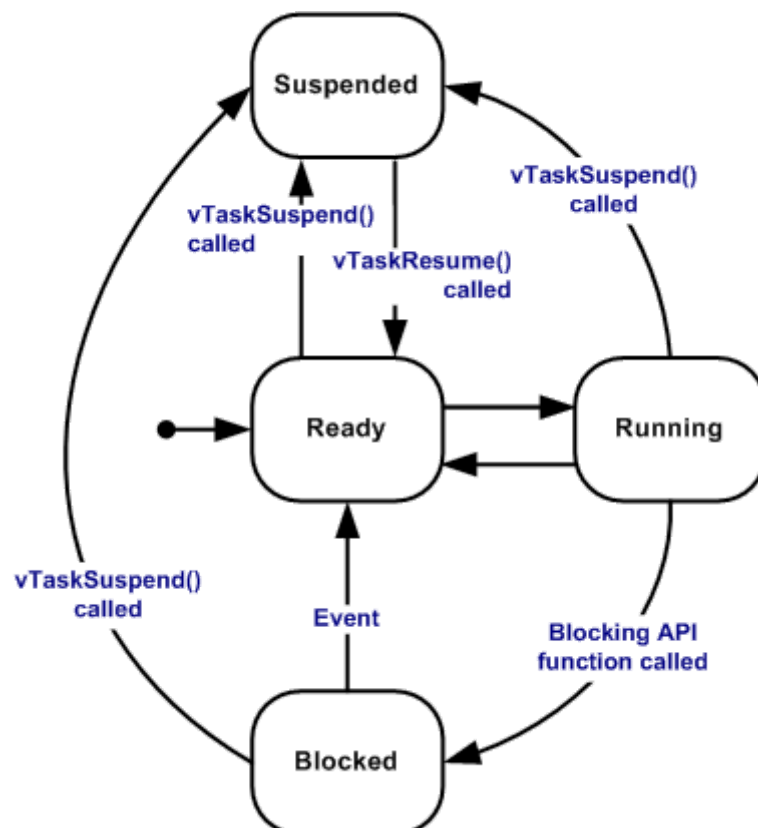 Suspended
vTaskSuspend()
called
vTaskSuspend()
called
vTaskResume()
called
Ready
Running
vTaskSuspend()
called
Event
Blocking API
function called
Blocked